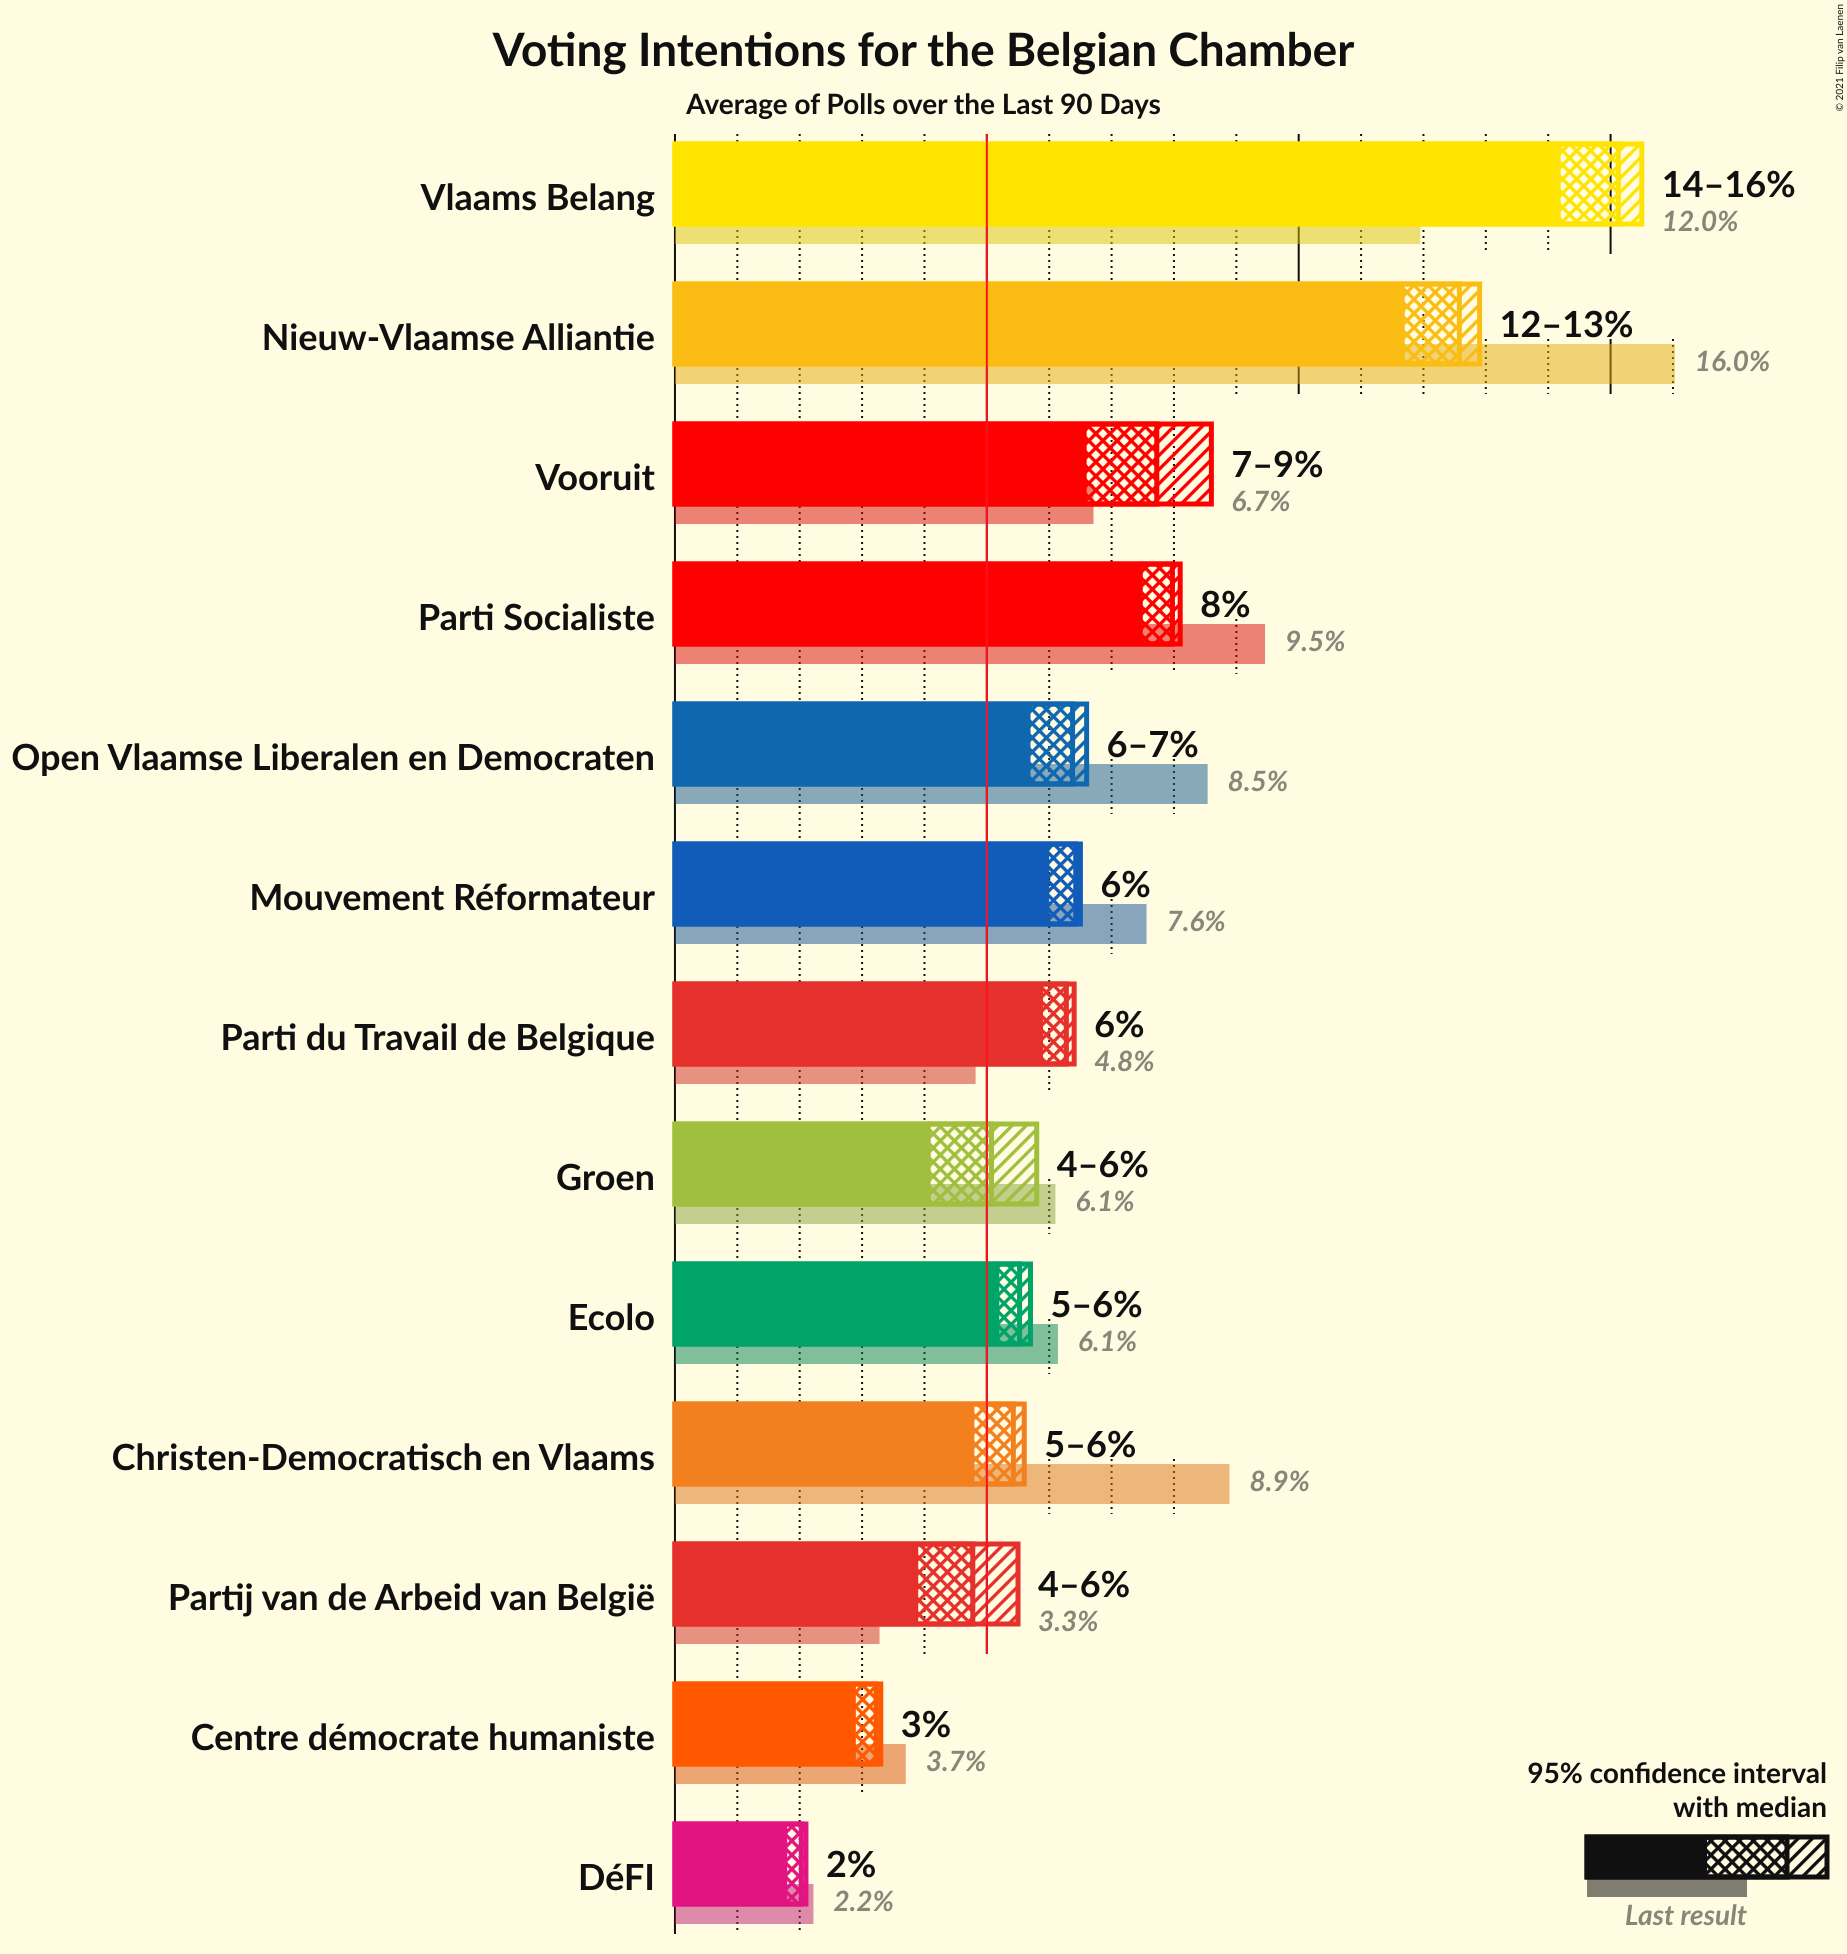 Voting Intentions for the Belgian Chamber
Average of Polls over the Last 90 Days
© 2021 Filip van Laenen
Vlaams Belang
14–16%
12.0%
Nieuw-Vlaamse Alliantie
12–13%
16.0%
Vooruit
7–9%
6.7%
Parti Socialiste
8%
9.5%
Open Vlaamse Liberalen en Democraten
6–7%
8.5%
Mouvement Réformateur
6%
7.6%
Parti du Travail de Belgique
6%
4.8%
Groen
4–6%
6.1%
Ecolo
5–6%
6.1%
Christen-Democratisch en Vlaams
5–6%
8.9%
Partij van de Arbeid van België
4–6%
3.3%
Centre démocrate humaniste
3%
3.7%
DéFI
2%
2.2%
95% confidence interval
with median
Last result